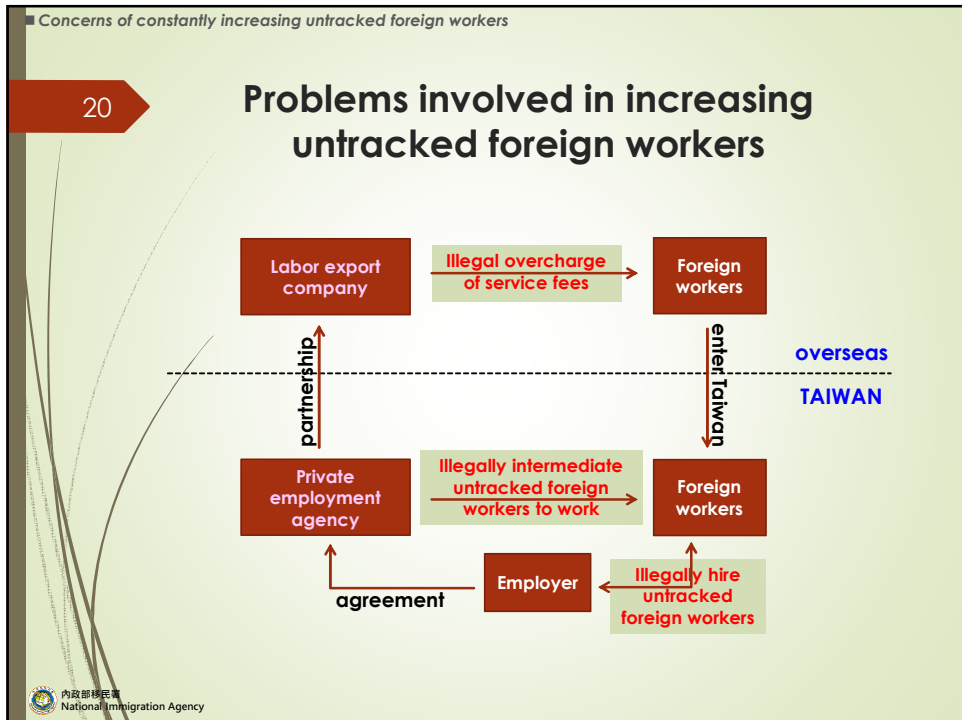 Concerns of constantly increasing untracked foreign workers
20
Problems involved in increasing
untracked foreign workers
Labor export
company
Illegal overcharge
of service fees
Foreign
workers
partnership
enter Taiwan
overseas
TAIWAN
Private
employment
agency
Illegally intermediate
untracked foreign
workers to work
Foreign
workers
agreement
Employer
Illegally hire
untracked
foreign workers
內政部移民署
National Immigration Agency